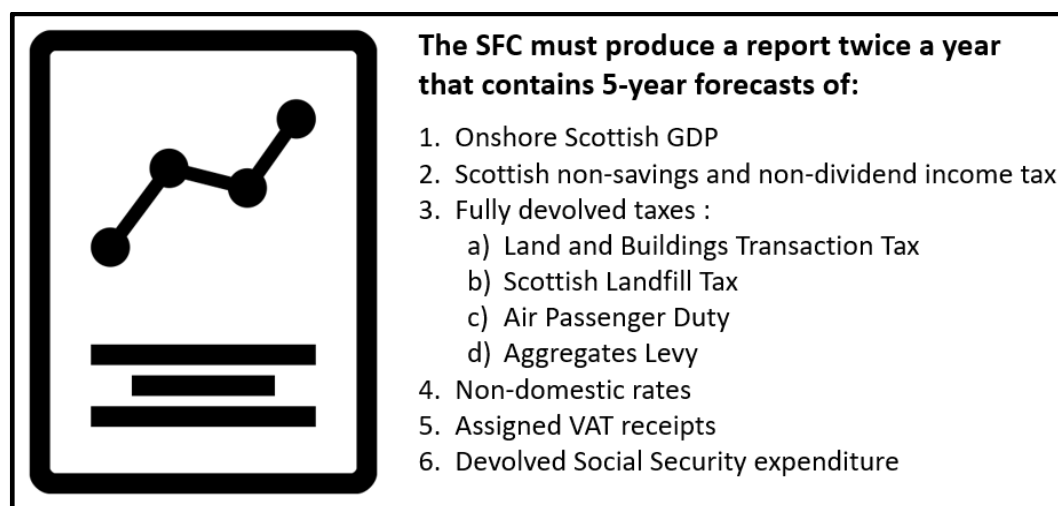 The SFC must produce a report twice a year
that contains 5-year forecasts of:
1. Onshore Scottish GDP
2. Scottish non-savings and non-dividend income tax
3. Fully devolved taxes :
a) Land and Buildings Transaction Tax
b) Scottish Landfill Tax
c) Air Passenger Duty
d) Aggregates Levy
4. Non-domestic rates
5. Assigned VAT receipts
6. Devolved Social Security expenditure